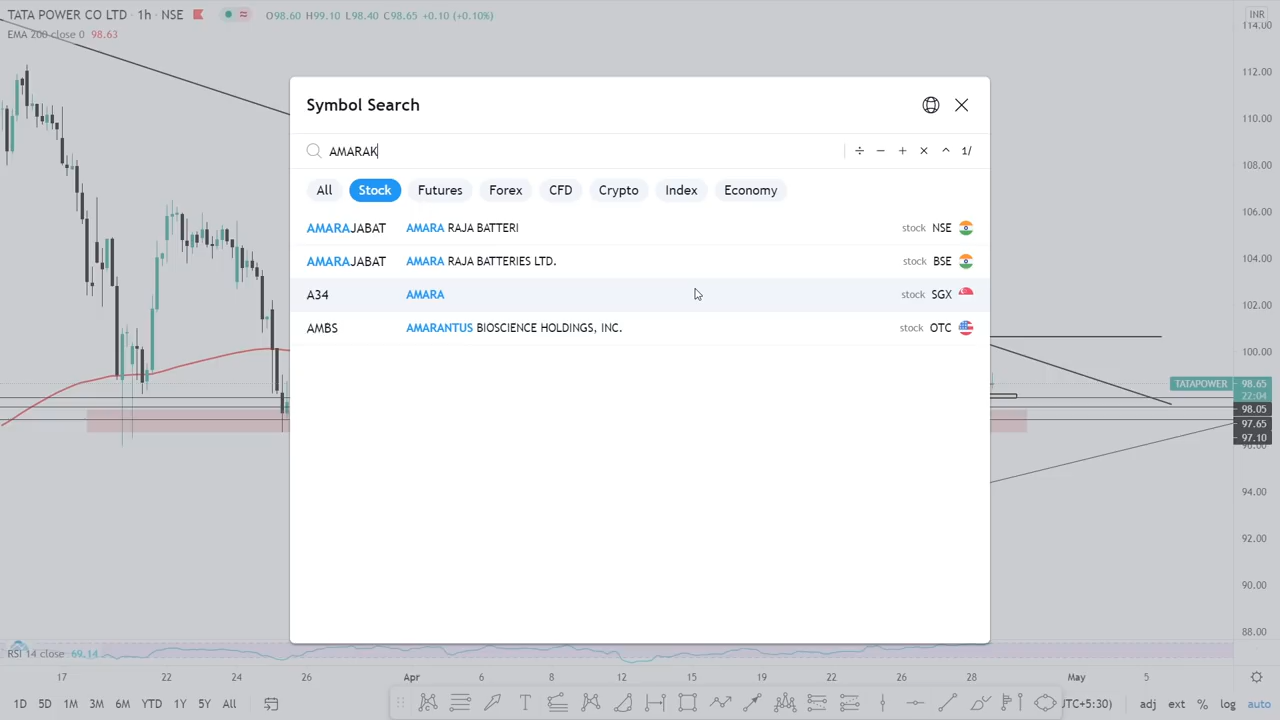 TATA POWER CO LTD · 1h · NSE O98.60 H99.10 L98.40 C98.65 +0.10 (+0.10%) INR
EMA 200 close 0 98.63
114.00
112.00
110.00
108.00
106.00
104.00
102.00
100.00
TATAPOWER 98.65
22:04
98.05
97.65
97.10
96.00
94.00
92.00
90.00
88.00
Symbol Search
AMARAK ÷ − + × ^ 1/
All Stock Futures Forex CFD Crypto Index Economy
AMARAJABAT AMARA RAJA BATTERI stock NSE
AMARAJABAT AMARA RAJA BATTERIES LTD. stock BSE
A34 AMARA stock SGX
AMBS AMARANTUS BIOSCIENCE HOLDINGS, INC. stock OTC
RSI 14 close 69.14
17 22 24 26 Apr 6 8 12 15 19 22 26 28 May 5
1D 5D 1M 3M 6M YTD 1Y 5Y All T UTC+5:30) adj ext % log auto